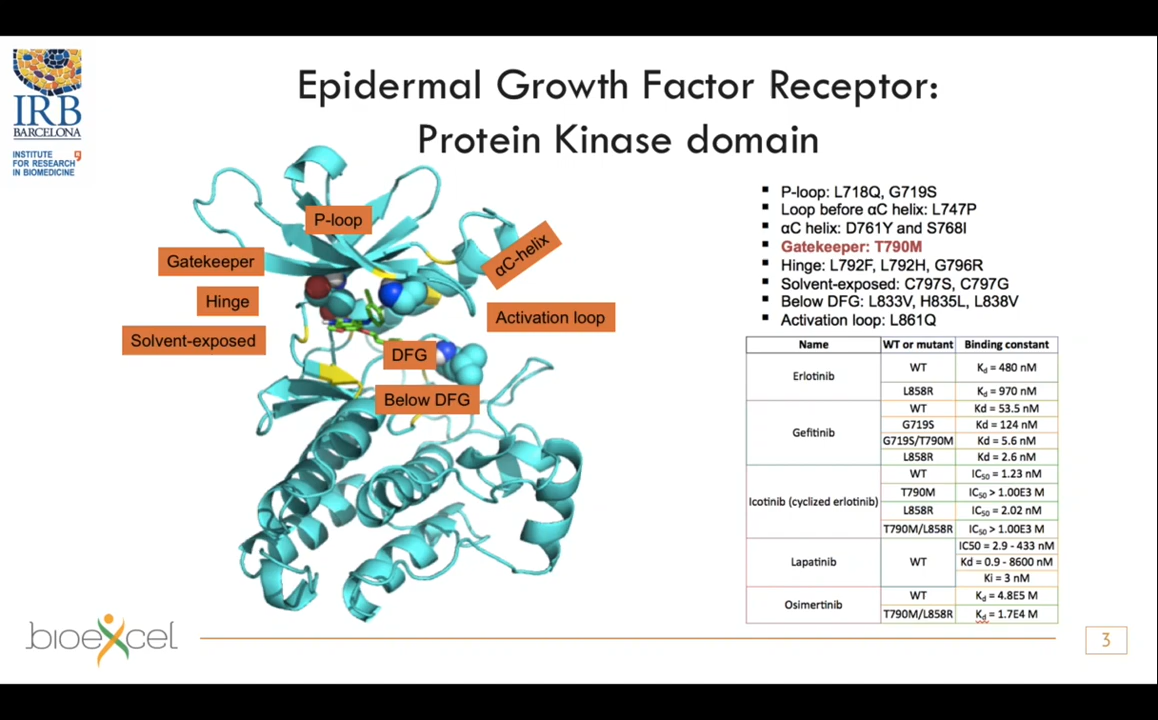 IRB
BARCELONA
INSTITUTE
FOR RESEARCH
IN BIOMEDICINE
Epidermal Growth Factor Receptor:
Protein Kinase domain
P-loop
Gatekeeper
αC-helix
Hinge
Activation loop
Solvent-exposed
DFG
Below DFG
▪ P-loop: L718Q, G719S
▪ Loop before αC helix: L747P
▪ αC helix: D761Y and S768I
▪ Gatekeeper: T790M
▪ Hinge: L792F, L792H, G796R
▪ Solvent-exposed: C797S, C797G
▪ Below DFG: L833V, H835L, L838V
▪ Activation loop: L861Q
Name WT or mutant Binding constant
Erlotinib WT Kd = 480 nM
L858R Kd = 970 nM
Gefitinib WT Kd = 53.5 nM
G719S Kd = 124 nM
G719S/T790M Kd = 5.6 nM
L858R Kd = 2.6 nM
Icotinib (cyclized erlotinib) WT IC50 = 1.23 nM
T790M IC50 > 1.00E3 M
L858R IC50 = 2.02 nM
T790M/L858R IC50 > 1.00E3 M
Lapatinib WT IC50 = 2.9 - 433 nM
Kd = 0.9 - 8600 nM
Ki = 3 nM
Osimertinib WT Kd = 4.8E5 M
T790M/L858R Kd = 1.7E4 M
bioexcel
3